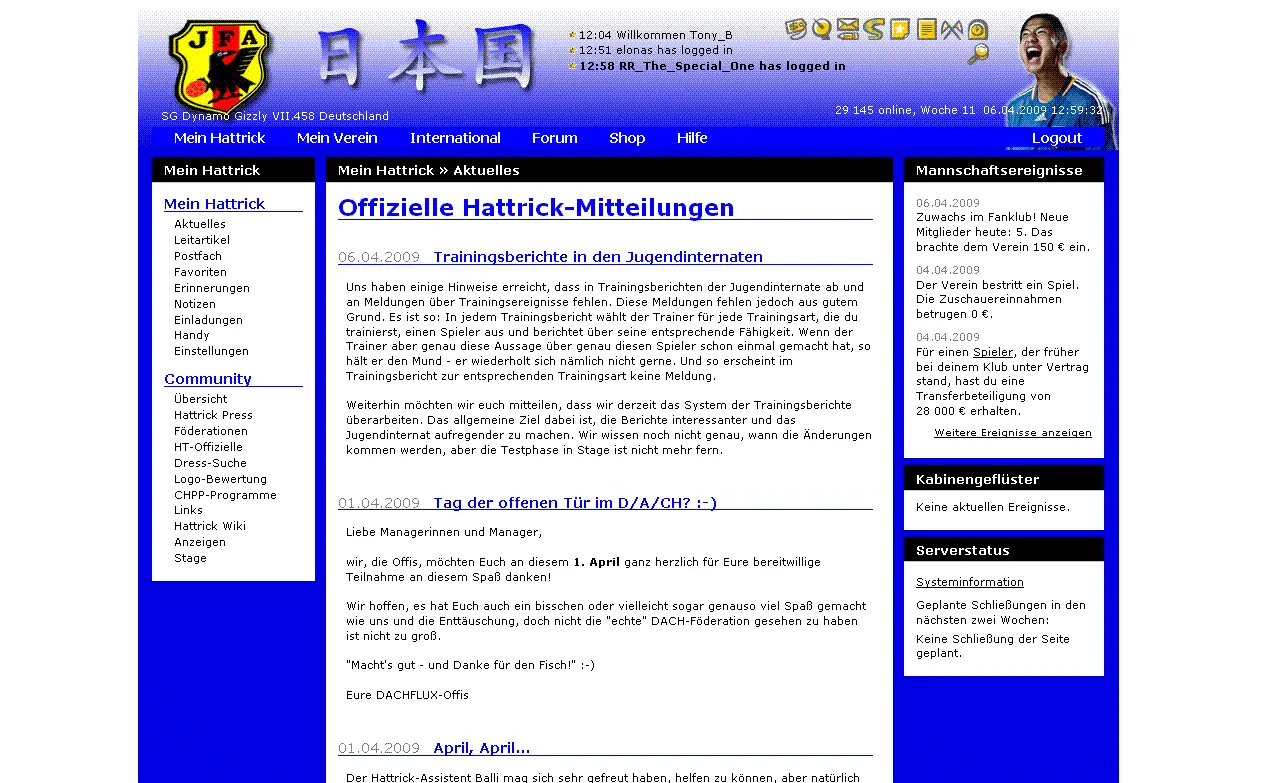 JFA
日本国
12:04 Willkommen Tony_B
12:51 elonas has logged in
12:58 RR_The_Special_One has logged in
SG Dynamo Gizzly VII.458 Deutschland
29 145 online, Woche 11 06.04.2009 12:59:32
Mein Hattrick Mein Verein International Forum Shop Hilfe Logout
Mein Hattrick
Mein Hattrick
Aktuelles
Leitartikel
Postfach
Favoriten
Erinnerungen
Notizen
Einladungen
Handy
Einstellungen
Community
Übersicht
Hattrick Press
Föderationen
HT-Offizielle
Dress-Suche
Logo-Bewertung
CHPP-Programme
Links
Hattrick Wiki
Anzeigen
Stage
Mein Hattrick » Aktuelles
Offizielle Hattrick-Mitteilungen
06.04.2009 Trainingsberichte in den Jugendinternaten
Uns haben einige Hinweise erreicht, dass in Trainingsberichten der Jugendinternate ab und
an Meldungen über Trainingsereignisse fehlen. Diese Meldungen fehlen jedoch aus gutem
Grund. Es ist so: In jedem Trainingsbericht wählt der Trainer für jede Trainingsart, die du
trainierst, einen Spieler aus und berichtet über seine entsprechende Fähigkeit. Wenn der
Trainer aber genau diese Aussage über genau diesen Spieler schon einmal gemacht hat, so
hält er den Mund - er wiederholt sich nämlich nicht gerne. Und so erscheint im
Trainingsbericht zur entsprechenden Trainingsart keine Meldung.
Weiterhin möchten wir euch mitteilen, dass wir derzeit das System der Trainingsberichte
überarbeiten. Das allgemeine Ziel dabei ist, die Berichte interessanter und das
Jugendinternat aufregender zu machen. Wir wissen noch nicht genau, wann die Änderungen
kommen werden, aber die Testphase in Stage ist nicht mehr fern.
01.04.2009 Tag der offenen Tür im D/A/CH? :-)
Liebe Managerinnen und Manager,
wir, die Offis, möchten Euch an diesem 1. April ganz herzlich für Eure bereitwillige
Teilnahme an diesem Spaß danken!
Wir hoffen, es hat Euch auch ein bisschen oder vielleicht sogar genauso viel Spaß gemacht
wie uns und die Enttäuschung, doch nicht die "echte" DACH-Föderation gesehen zu haben
ist nicht zu groß.
"Macht's gut - und Danke für den Fisch!" :-)
Eure DACHFLUX-Offis
01.04.2009 April, April...
Der Hattrick-Assistent Balli mag sich sehr gefreut haben, helfen zu können, aber natürlich
Mannschaftsereignisse
06.04.2009
Zuwachs im Fanklub! Neue
Mitglieder heute: 5. Das
brachte dem Verein 150 € ein.
04.04.2009
Der Verein bestritt ein Spiel.
Die Zuschauereinnahmen
betrugen 0 €.
04.04.2009
Für einen Spieler, der früher
bei deinem Klub unter Vertrag
stand, hast du eine
Transferbeteiligung von
28 000 € erhalten.
Weitere Ereignisse anzeigen
Kabinengeflüster
Keine aktuellen Ereignisse.
Serverstatus
Systeminformation
Geplante Schließungen in den
nächsten zwei Wochen:
Keine Schließung der Seite
geplant.